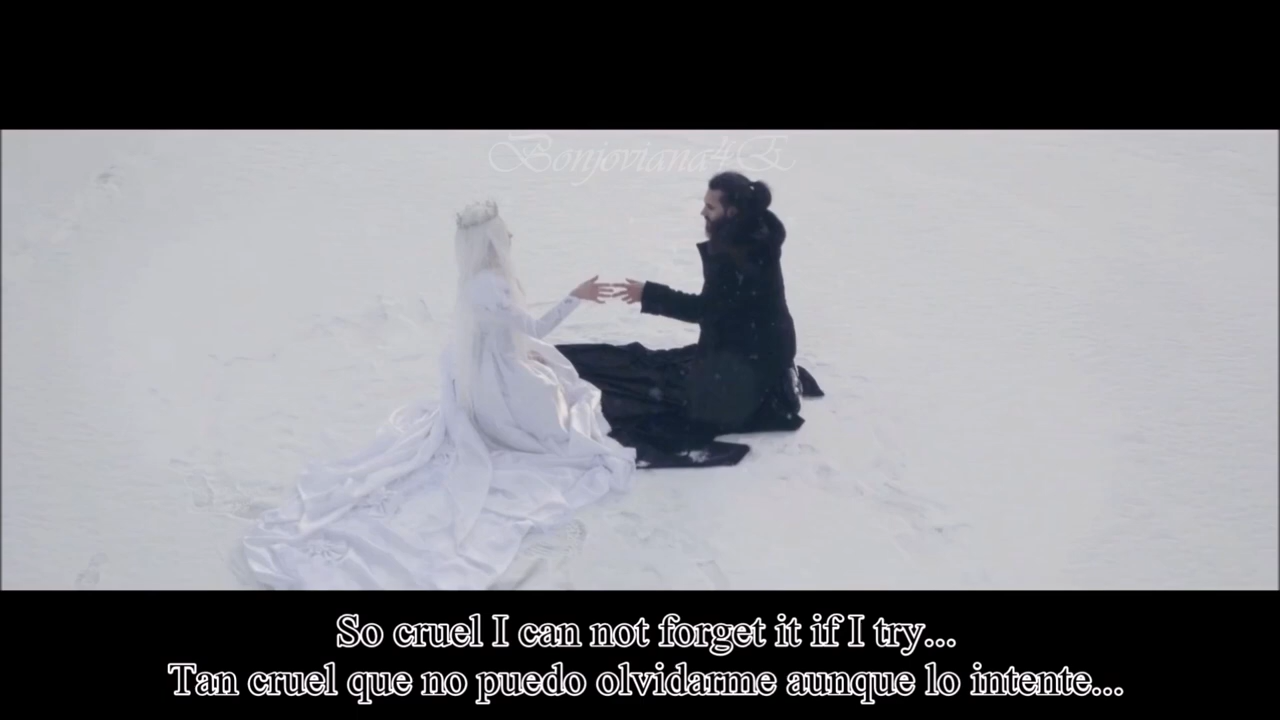 Bonjoviana4E
So cruel I can not forget it if I try...
Tan cruel que no puedo olvidarme aunque lo intente...